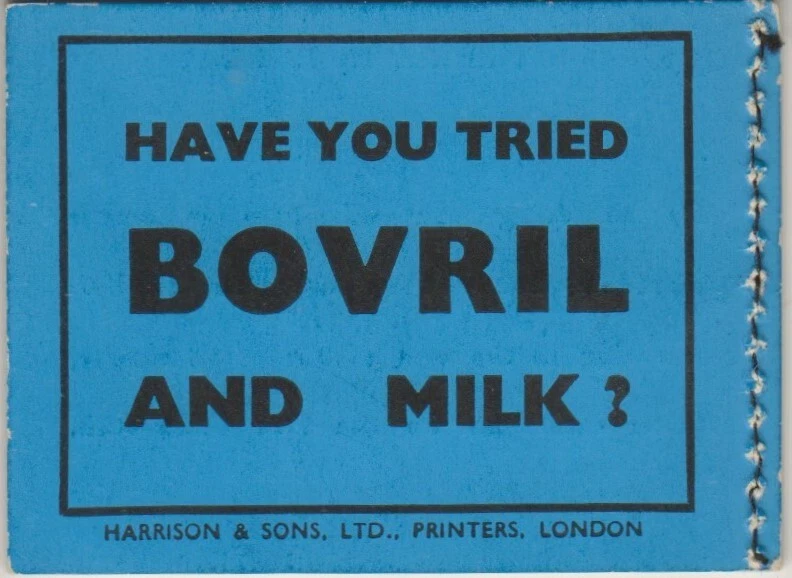 HAVE YOU TRIED
BOVRIL
AND MILK ?
HARRISON & SONS, LTD., PRINTERS, LONDON